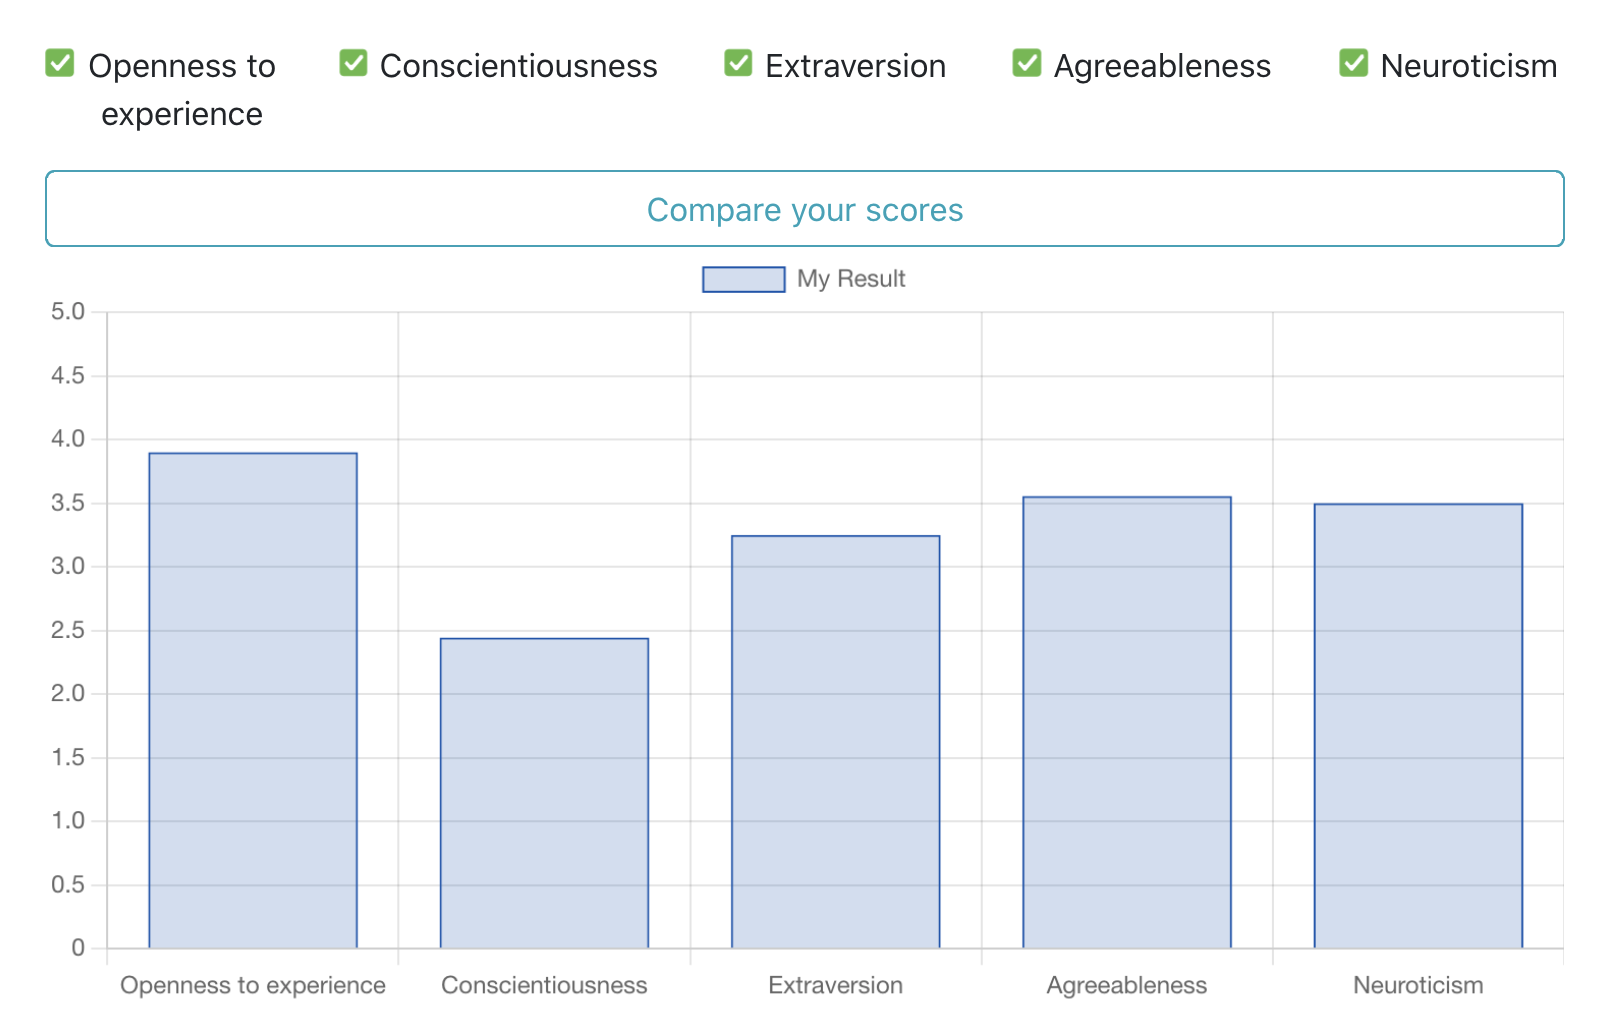 Openness to experience
Conscientiousness
Extraversion
Agreeableness
Neuroticism
Compare your scores
My Result
5.0
4.5
4.0
3.5
3.0
2.5
2.0
1.5
1.0
0.5
0
Openness to experience
Conscientiousness
Extraversion
Agreeableness
Neuroticism